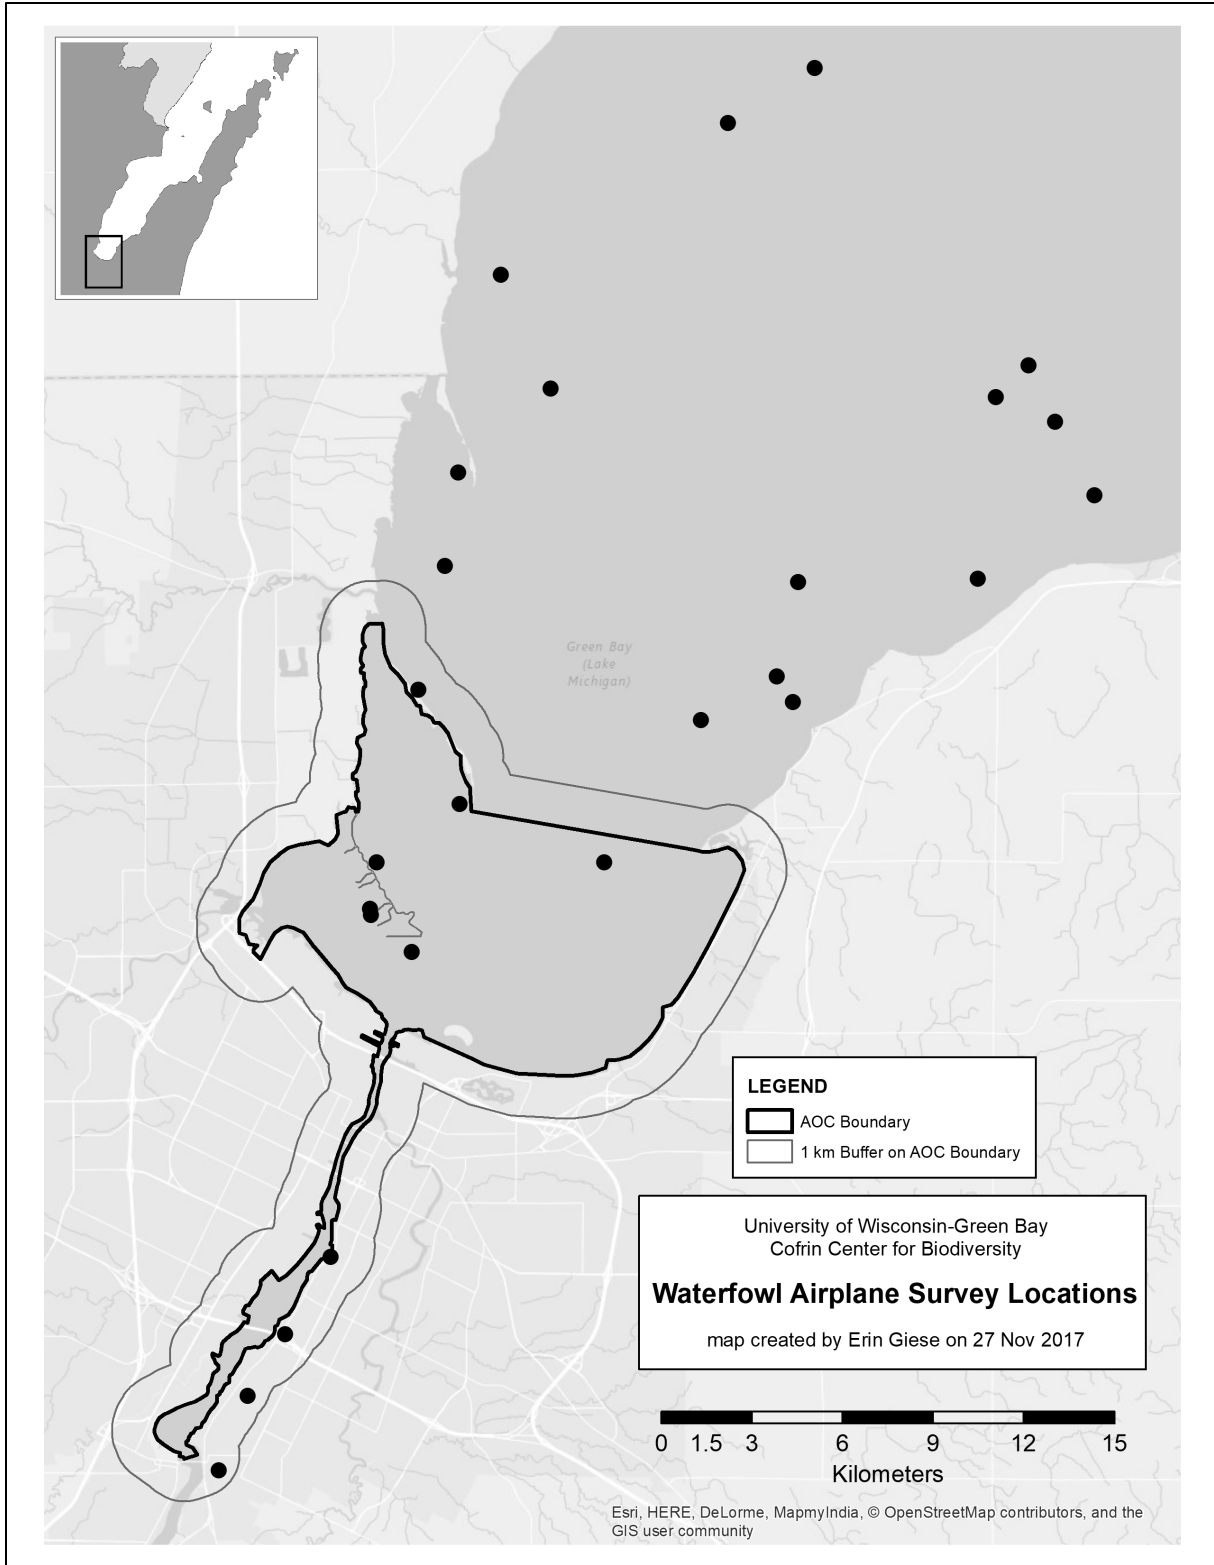 Green Bay
(Lake
Michigan)
LEGEND
AOC Boundary
1 km Buffer on AOC Boundary
University of Wisconsin-Green Bay
Cofrin Center for Biodiversity
Waterfowl Airplane Survey Locations
map created by Erin Giese on 27 Nov 2017
0 1.5 3 6 9 12 15
Kilometers
Esri, HERE, DeLorme, MapmyIndia, © OpenStreetMap contributors, and the
GIS user community